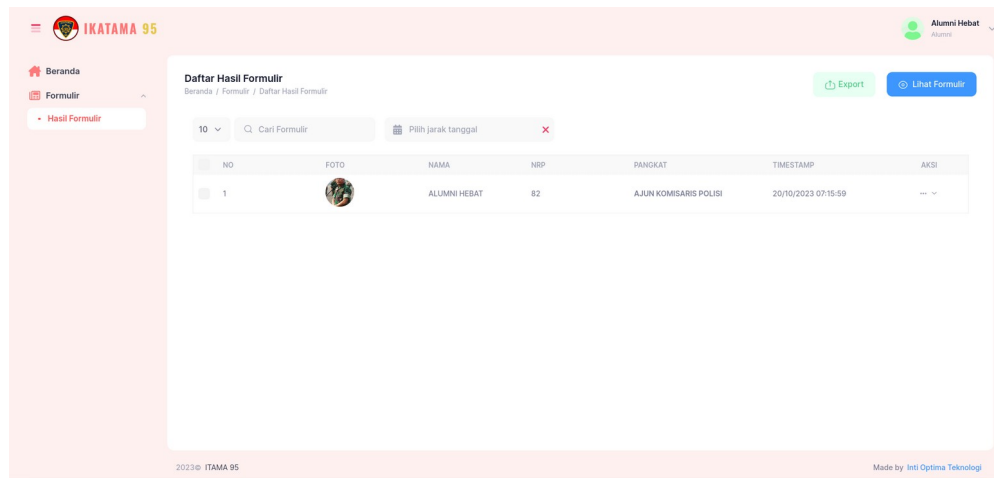 IKATAMA 95
Alumni Hebat
Alumni
Beranda
Formulir
Hasil Formulir
Daftar Hasil Formulir
Beranda / Formulir / Daftar Hasil Formulir
Export
Lihat Formulir
10
Cari Formulir
Pilih jarak tanggal
NO FOTO NAMA NRP PANGKAT TIMESTAMP AKSI
1 ALUMNI HEBAT 82 AJUN KOMISARIS POLISI 20/10/2023 07:15:59 ...
2023© ITAMA 95
Made by Inti Optima Teknologi